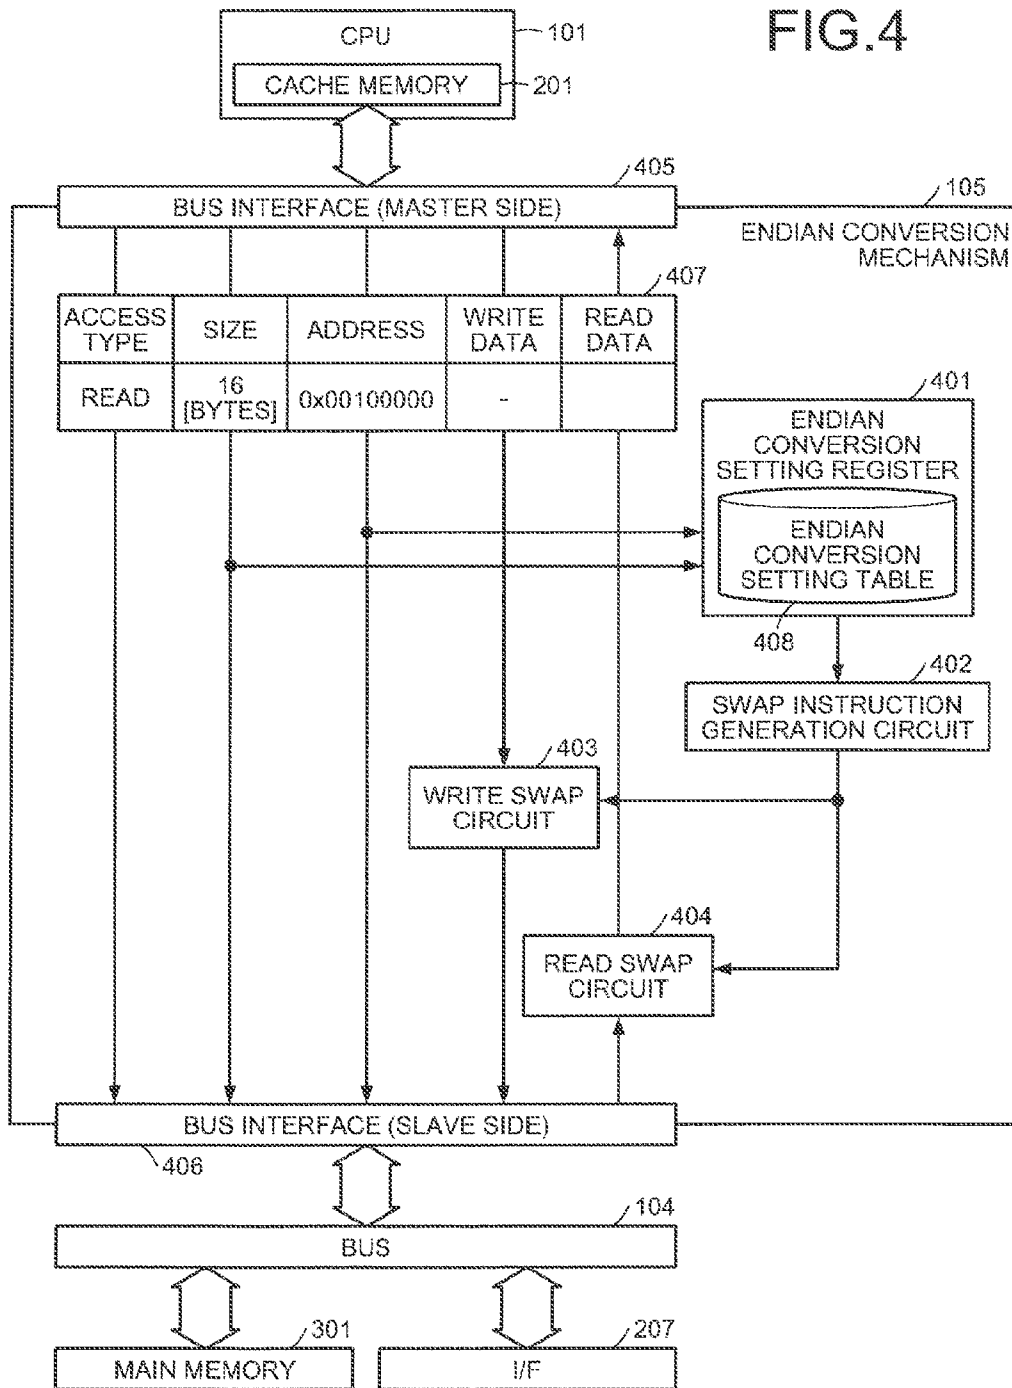 FIG.4
CPU
101
CACHE MEMORY
201
405
BUS INTERFACE (MASTER SIDE)
105
ENDIAN CONVERSION
MECHANISM
407
ACCESS
TYPE
SIZE
ADDRESS
WRITE
DATA
READ
DATA
READ
16
[BYTES]
0x00100000
-
401
ENDIAN
CONVERSION
SETTING REGISTER
ENDIAN
CONVERSION
SETTING TABLE
408
402
SWAP INSTRUCTION
GENERATION CIRCUIT
403
WRITE SWAP
CIRCUIT
404
READ SWAP
CIRCUIT
BUS INTERFACE (SLAVE SIDE)
406
104
BUS
301
MAIN MEMORY
207
I/F